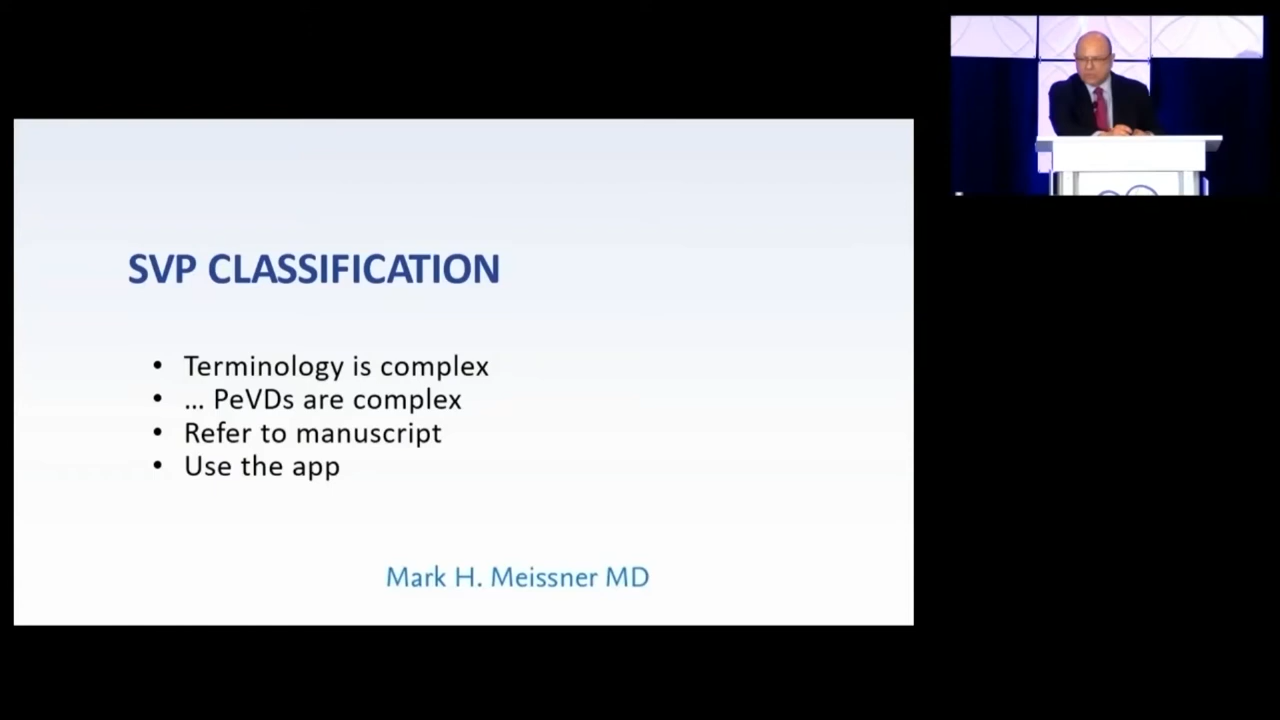 SVP CLASSIFICATION
• Terminology is complex
• ... PeVDs are complex
• Refer to manuscript
• Use the app
Mark H. Meissner MD